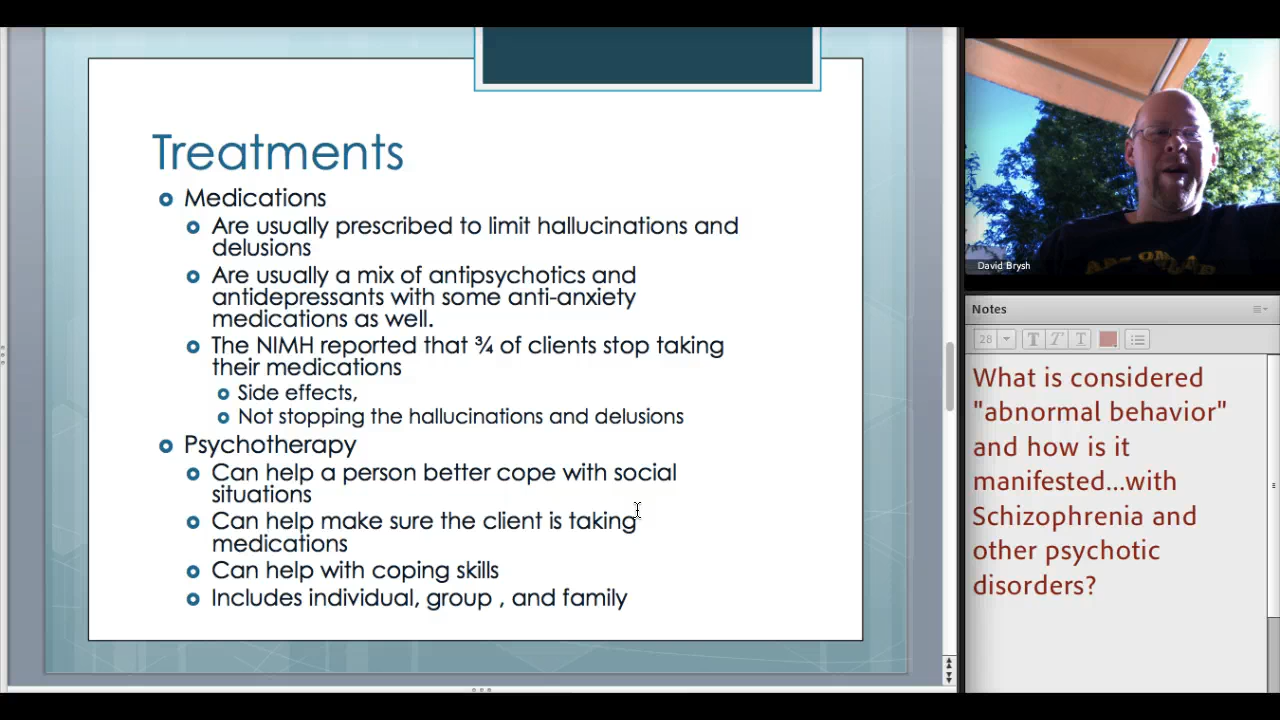 Treatments
Medications
Are usually prescribed to limit hallucinations and
delusions
Are usually a mix of antipsychotics and
antidepressants with some anti-anxiety
medications as well.
The NIMH reported that ¾ of clients stop taking
their medications
Side effects,
Not stopping the hallucinations and delusions
Psychotherapy
Can help a person better cope with social
situations
Can help make sure the client is taking
medications
Can help with coping skills
Includes individual, group , and family
David Brysh
Notes
28
T T T
What is considered
"abnormal behavior"
and how is it
manifested...with
Schizophrenia and
other psychotic
disorders?